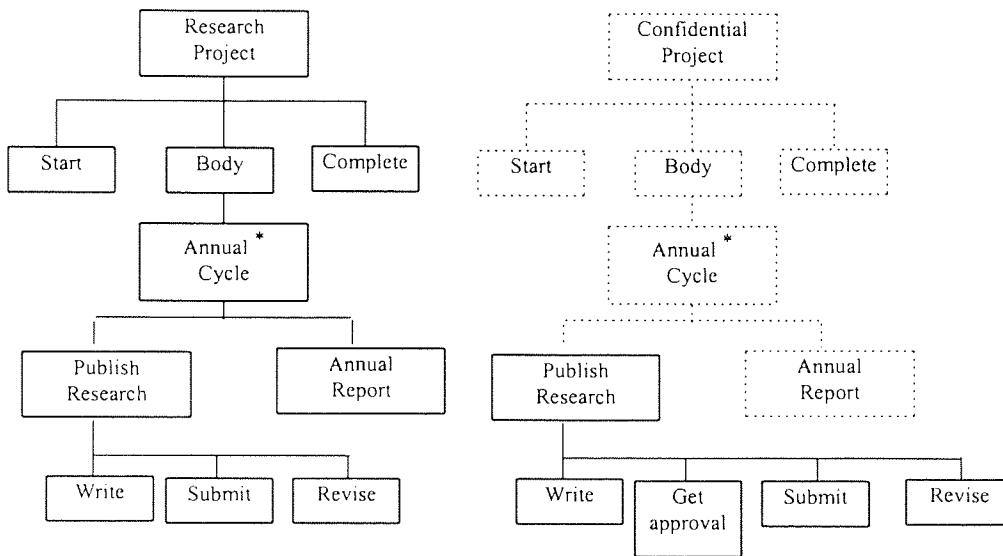 Research
Project
Start
Body
Complete
Annual *
Cycle
Publish
Research
Annual
Report
Write
Submit
Revise
Confidential
Project
Start
Body
Complete
Annual *
Cycle
Publish
Research
Annual
Report
Write
Get
approval
Submit
Revise